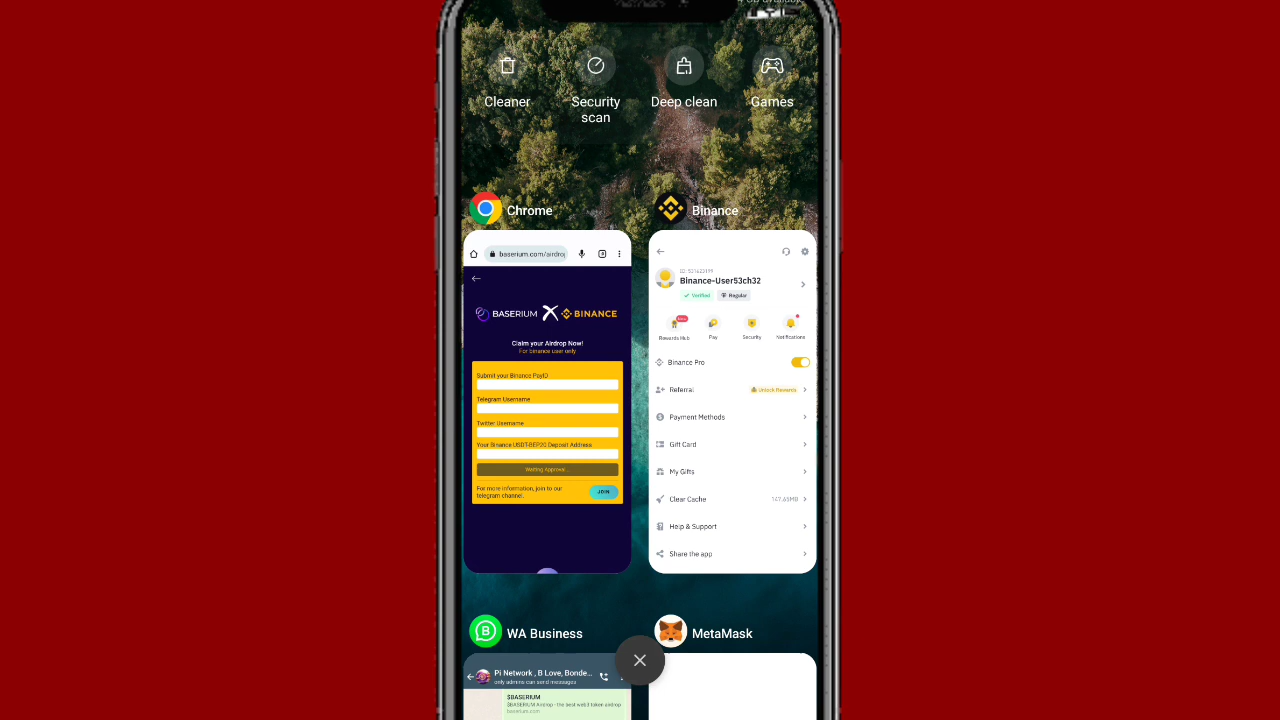 4 GB available
Cleaner
Security scan
Deep clean
Games
Chrome
baserium.com/airdrop
BASERIUM X BINANCE
Claim your Airdrop Now!
For binance user only
Submit your Binance PayID
Telegram Username
Twitter Username
Your Binance USDT-BEP20 Deposit Address
Waiting Approval...
For more information, join to our
telegram channel.
JOIN
Binance
ID: 531623199
Binance-User53ch32
Verified
Regular
Rewards Hub
Pay
Security
Notifications
Binance Pro
Referral
Unlock Rewards
Payment Methods
Gift Card
My Gifts
Clear Cache
147.65MB
Help & Support
Share the app
WA Business
Pi Network , B Love, Bonde...
only admins can send messages
$BASERIUM
$BASERIUM Airdrop - the best web3 token airdrop
baserium.com
MetaMask